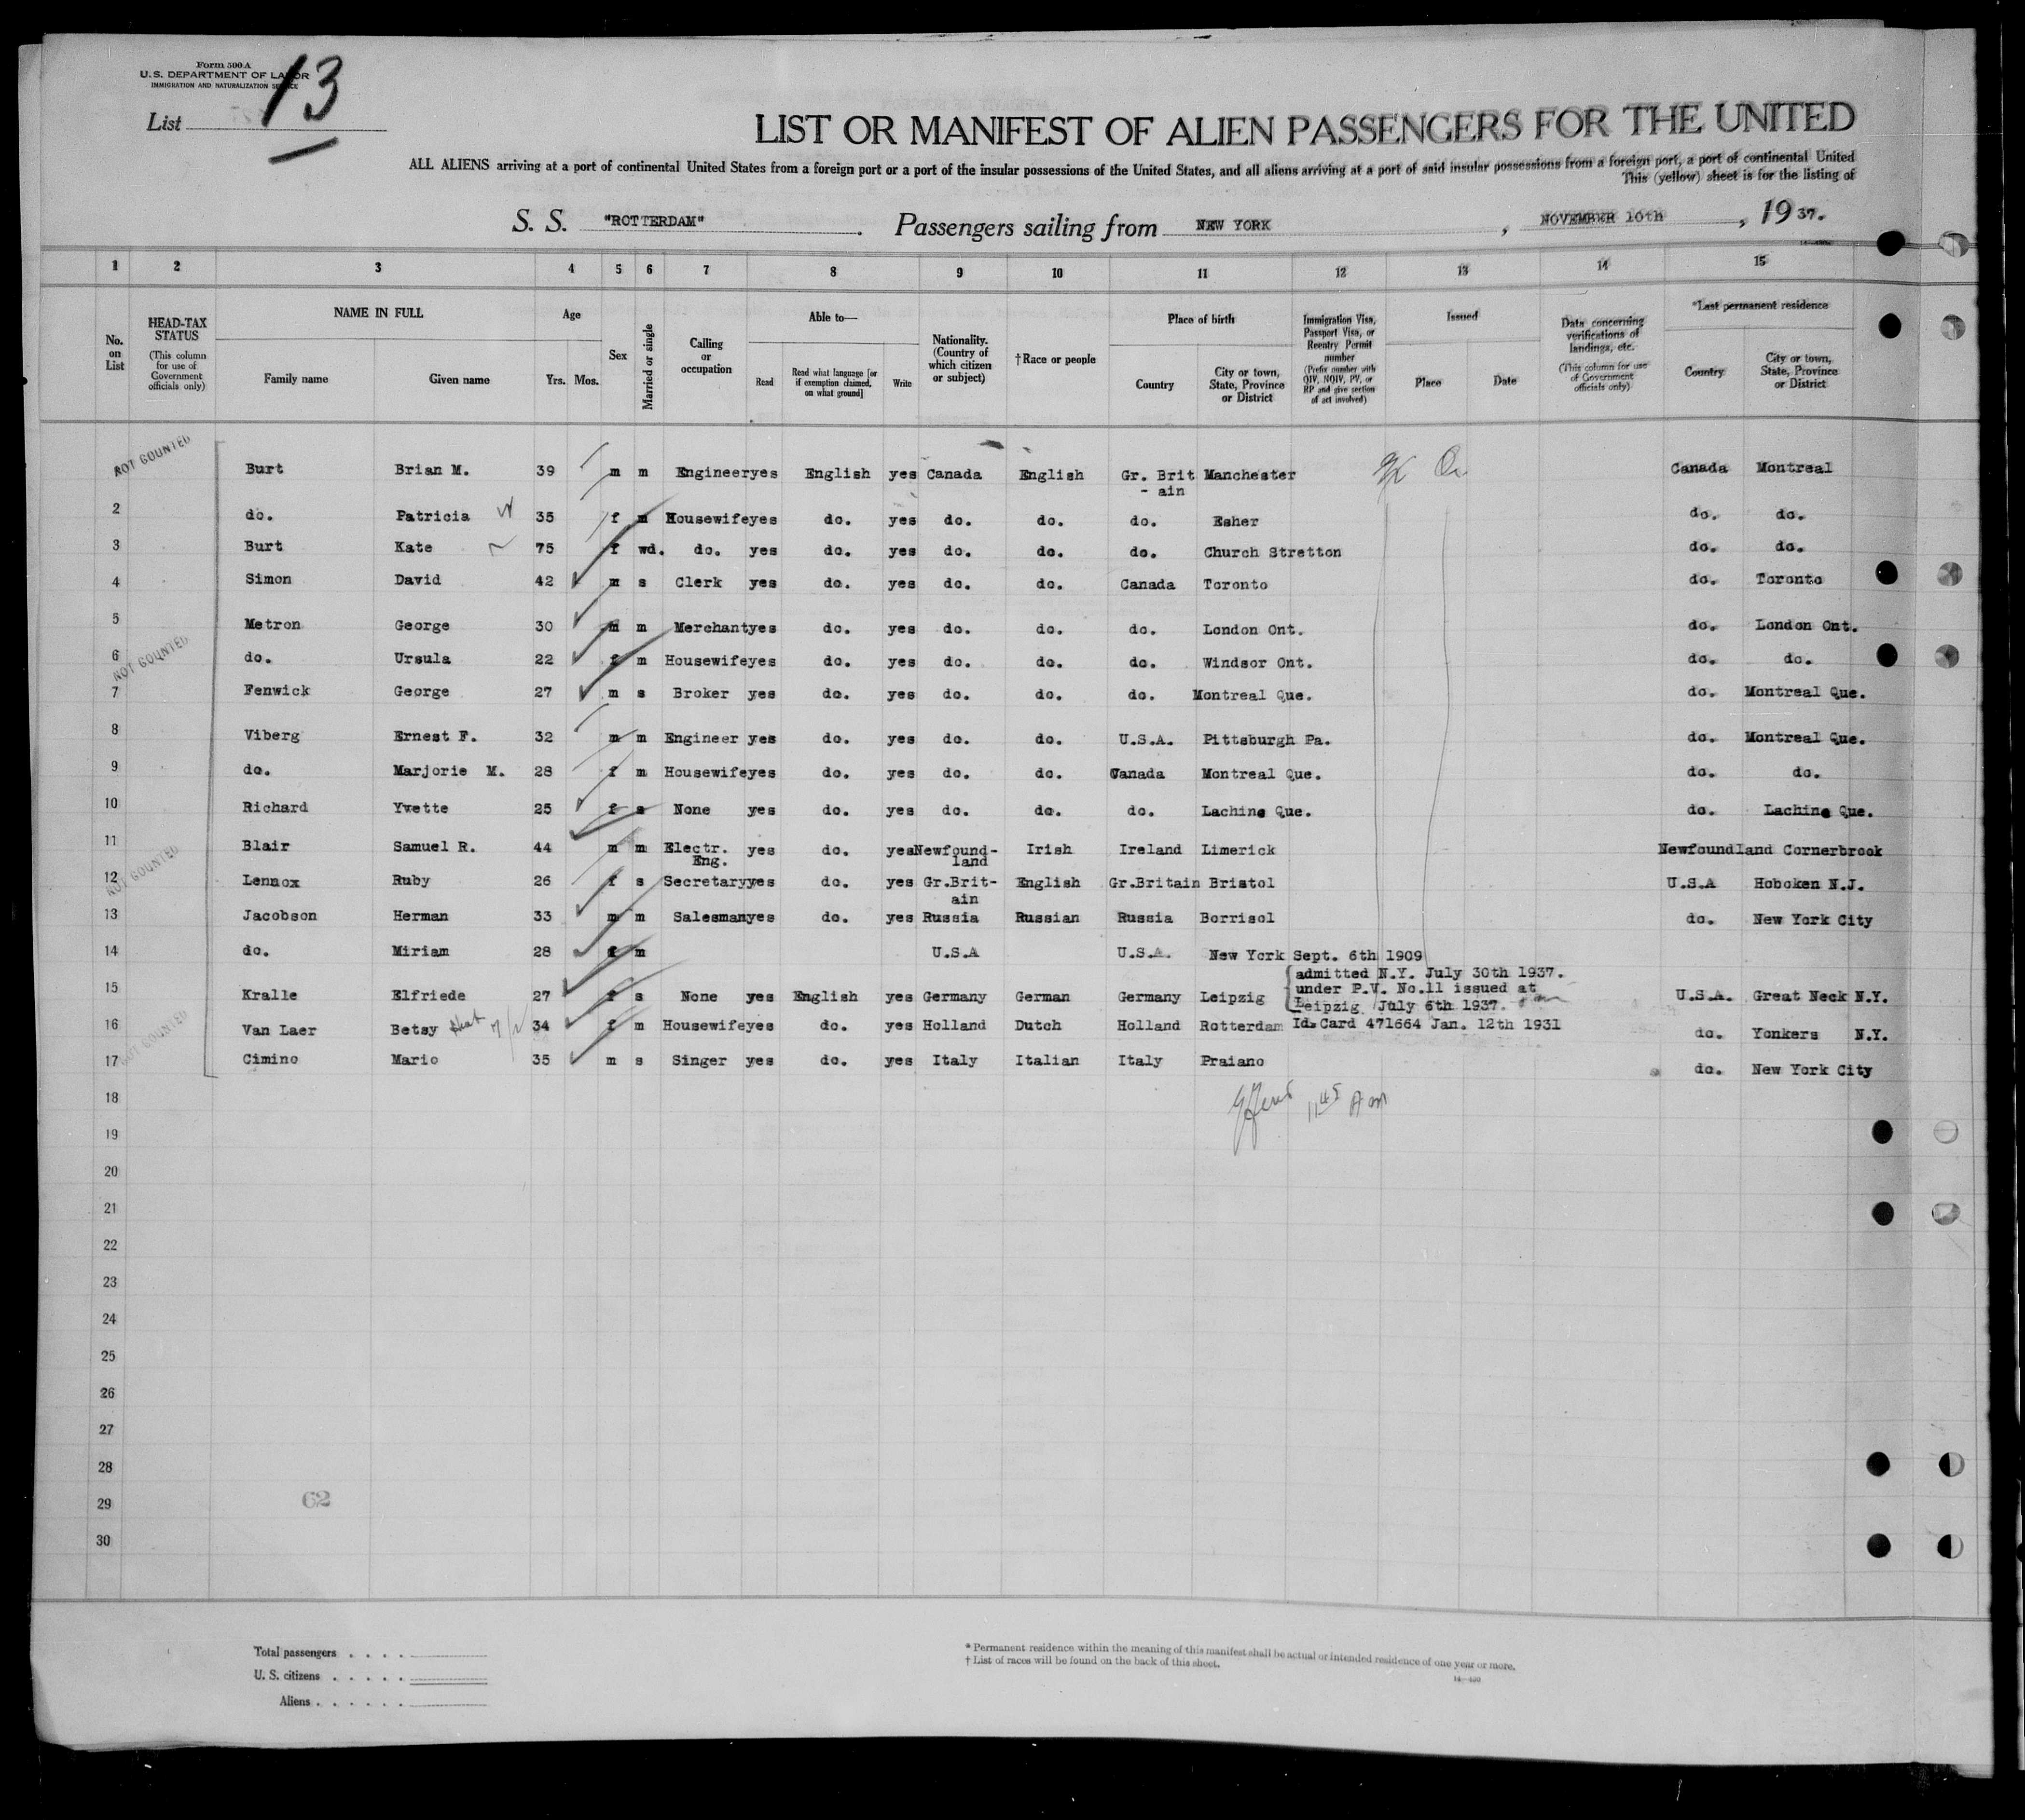 Form 500 A
U. S. DEPARTMENT OF LABOR
IMMIGRATION AND NATURALIZATION SERVICE
List 13
LIST OR MANIFEST OF ALIEN PASSENGERS FOR THE UNITED
ALL ALIENS arriving at a port of continental United States from a foreign port or a port of the insular possessions of the United States, and all aliens arriving at a port of said insular possessions from a foreign port, a port of continental United
This (yellow) sheet is for the listing of
S. S. "ROTTERDAM". Passengers sailing from NEW YORK, NOVEMBER 10th, 19 37.
1 2 3 4 5 6 7 8 9 10 11 12 13 14 15
No. on List
HEAD-TAX STATUS (This column for use of Government officials only)
NAME IN FULL
Family name Given name
Age
Yrs. Mos.
Sex
Married or single
Calling or occupation
Able to—
Read Read what language [or if exemption claimed, on what ground] Write
Nationality. (Country of which citizen or subject)
†Race or people
Place of birth
Country City or town, State, Province or District
Immigration Visa, Passport Visa, or Reentry Permit number (Prefix number with QIV, NQIV, PV, or RP and give section of act involved)
Issued
Place Date
Data concerning verifications of landings, etc. (This column for use of Government officials only)
*Last permanent residence
Country City or town, State, Province or District
NOT COUNTED
Burt Brian M. 39 m m Engineer yes English yes Canada English Gr. Brit Manchester Canada Montreal
- ain
2 do. Patricia 35 f m Housewife yes do. yes do. do. do. Esher do. do.
3 Burt Kate 75 f wd. do. yes do. yes do. do. do. Church Stretton do. do.
4 Simon David 42 m s Clerk yes do. yes do. do. Canada Toronto do. Toronto
5 Metron George 30 m m Merchant yes do. yes do. do. do. London Ont. do. London Ont.
NOT COUNTED
6 do. Ursula 22 f m Housewife yes do. yes do. do. do. Windsor Ont. do. do.
7 Fenwick George 27 m s Broker yes do. yes do. do. do. Montreal Que. do. Montreal Que.
8 Viberg Ernest F. 32 m m Engineer yes do. yes do. do. U.S.A. Pittsburgh Pa. do. Montreal Que.
9 do. Marjorie M. 28 f m Housewife yes do. yes do. do. Canada Montreal Que. do. do.
10 Richard Yvette 25 f s None yes do. yes do. do. do. Lachine Que. do. Lachine Que.
11 Blair Samuel R. 44 m m Electr. yes do. yes Newfound- Irish Ireland Limerick Newfoundland Cornerbrook
Eng. land
NOT COUNTED
12 Lennox Ruby 26 f s Secretary yes do. yes Gr.Brit- English Gr.Britain Bristol U.S.A Hoboken N.J.
ain
13 Jacobson Herman 33 m m Salesman yes do. yes Russia Russian Russia Borrisol do. New York City
14 do. Miriam 28 f m U.S.A U.S.A. New York Sept. 6th 1909
admitted N.Y. July 30th 1937.
under P.V. No.11 issued at
15 Kralle Elfriede 27 f s None yes English yes Germany German Germany Leipzig U.S.A. Great Neck N.Y.
Leipzig July 6th 1937.
16 Van Laer Betsy 34 f m Housewife yes do. yes Holland Dutch Holland Rotterdam Id. Card 471664 Jan. 12th 1931 do. Yonkers N.Y.
NOT COUNTED
17 Cimino Mario 35 m s Singer yes do. yes Italy Italian Italy Praiano do. New York City
18
11 45 A m
19
20
21
22
23
24
25
26
27
28
29
62
30
Total passengers . . . .
U. S. citizens . . . . .
Aliens . . . . . .
* Permanent residence within the meaning of this manifest shall be actual or intended residence of one year or more.
† List of races will be found on the back of this sheet.